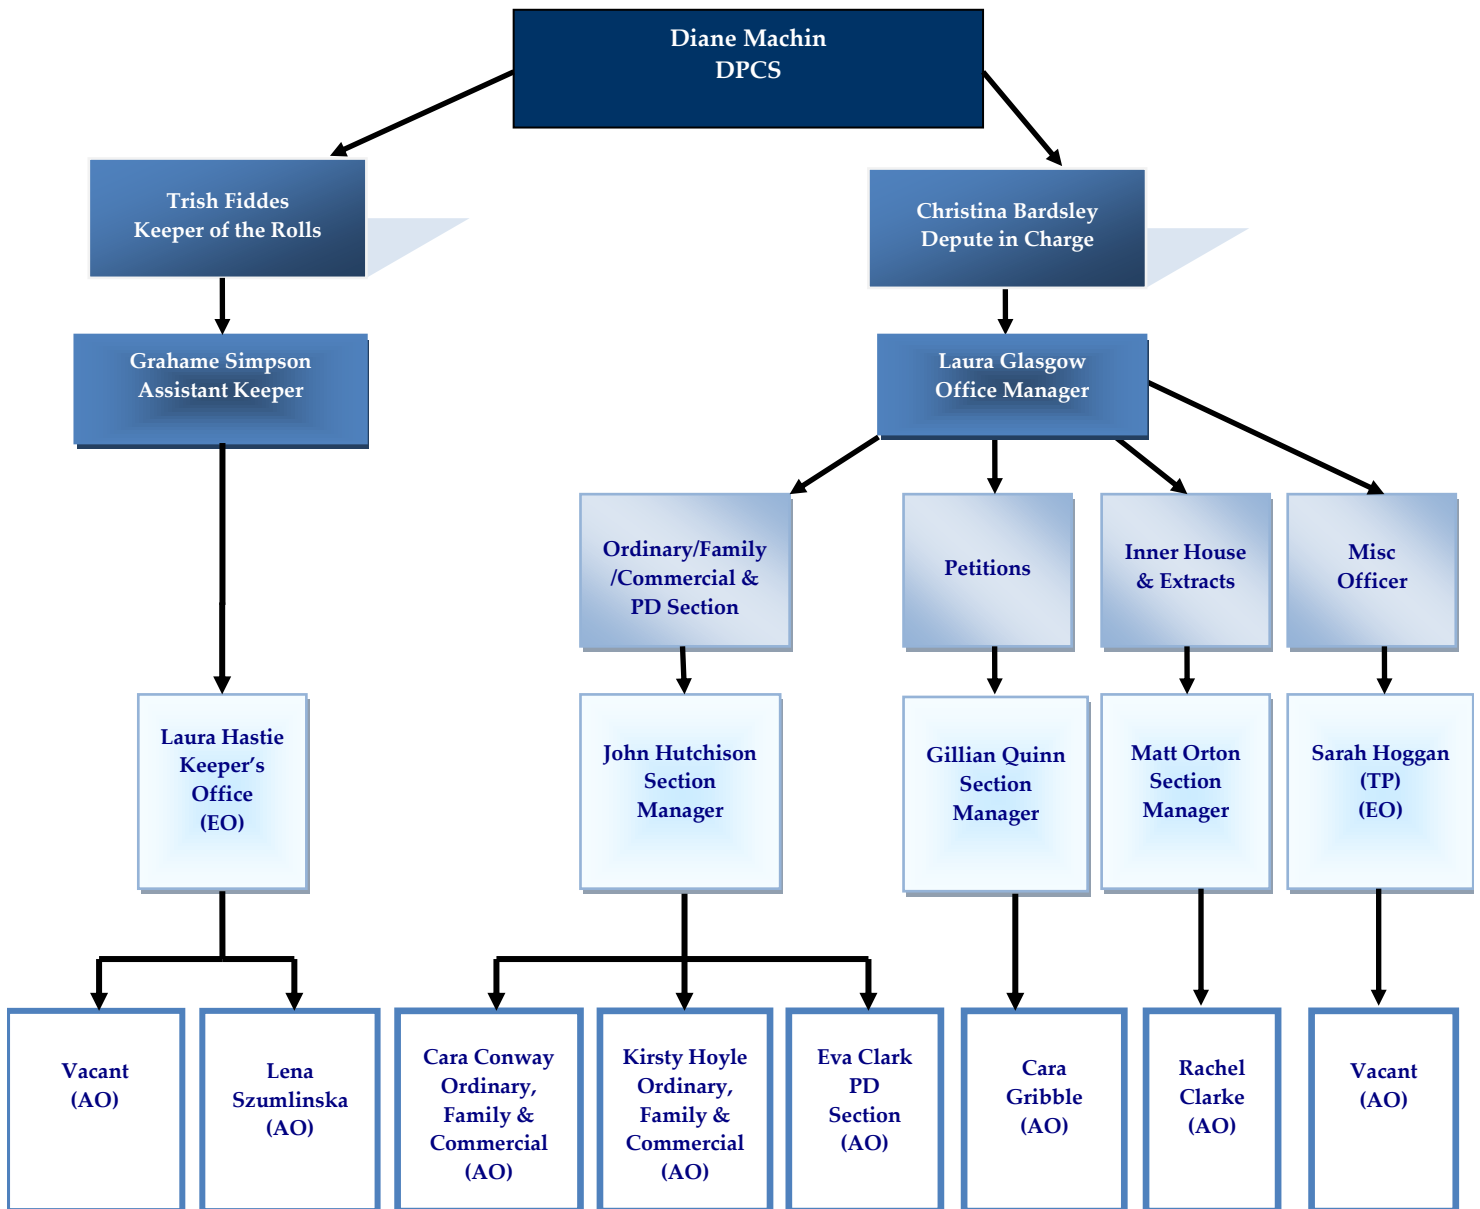 Diane Machin
DPCS
Trish Fiddes
Keeper of the Rolls
Christina Bardsley
Depute in Charge
Grahame Simpson
Assistant Keeper
Laura Glasgow
Office Manager
Ordinary/Family
/Commercial &
PD Section
Petitions
Inner House
& Extracts
Misc
Officer
Laura Hastie
Keeper’s
Office
(EO)
John Hutchison
Section
Manager
Gillian Quinn
Section
Manager
Matt Orton
Section
Manager
Sarah Hoggan
(TP)
(EO)
Vacant
(AO)
Lena
Szumlinska
(AO)
Cara Conway
Ordinary,
Family &
Commercial
(AO)
Kirsty Hoyle
Ordinary,
Family &
Commercial
(AO)
Eva Clark
PD
Section
(AO)
Cara
Gribble
(AO)
Rachel
Clarke
(AO)
Vacant
(AO)